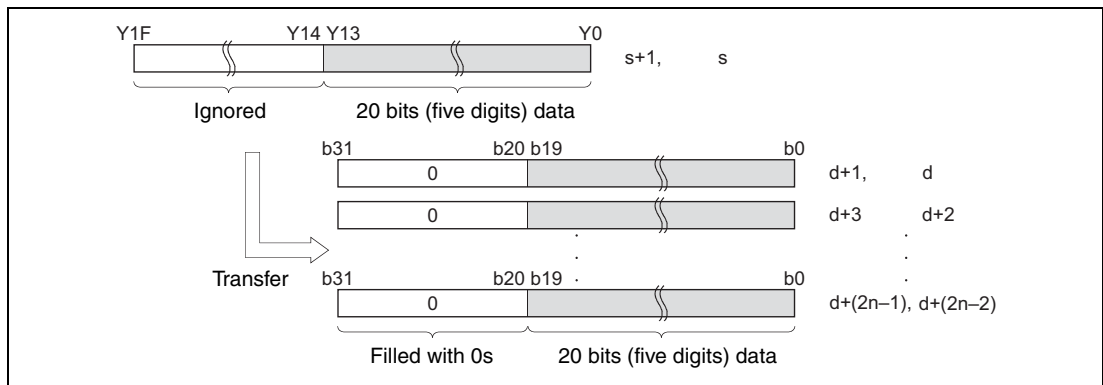 Y1F Y14 Y13 Y0
s+1, s
Ignored 20 bits (five digits) data
b31 b20 b19 b0
0 d+1, d
0 d+3 d+2
Transfer
b31 b20 b19 b0
0 d+(2n–1), d+(2n–2)
Filled with 0s 20 bits (five digits) data